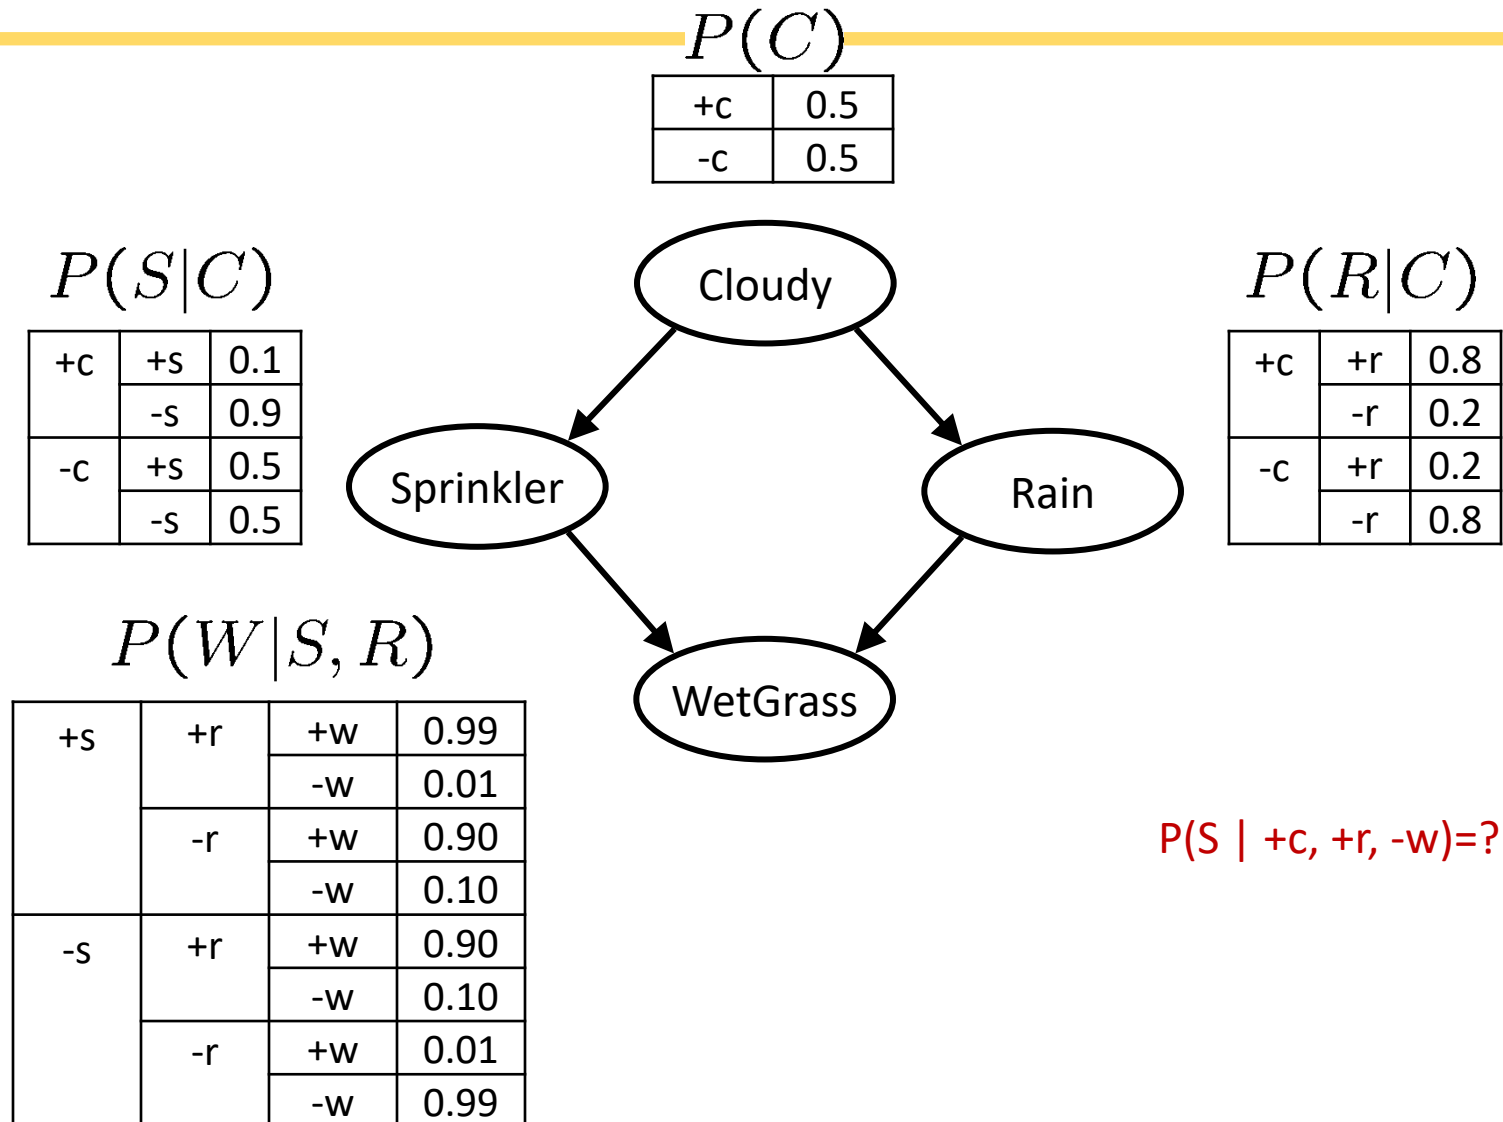 P(C)
+c 0.5
-c 0.5
Cloudy
P(S|C)
+c +s 0.1
-s 0.9
-c +s 0.5
-s 0.5
P(R|C)
+c +r 0.8
-r 0.2
-c +r 0.2
-r 0.8
Sprinkler
Rain
P(W|S, R)
+s +r +w 0.99
-w 0.01
-r +w 0.90
-w 0.10
-s +r +w 0.90
-w 0.10
-r +w 0.01
-w 0.99
WetGrass
P(S | +c, +r, -w)=?